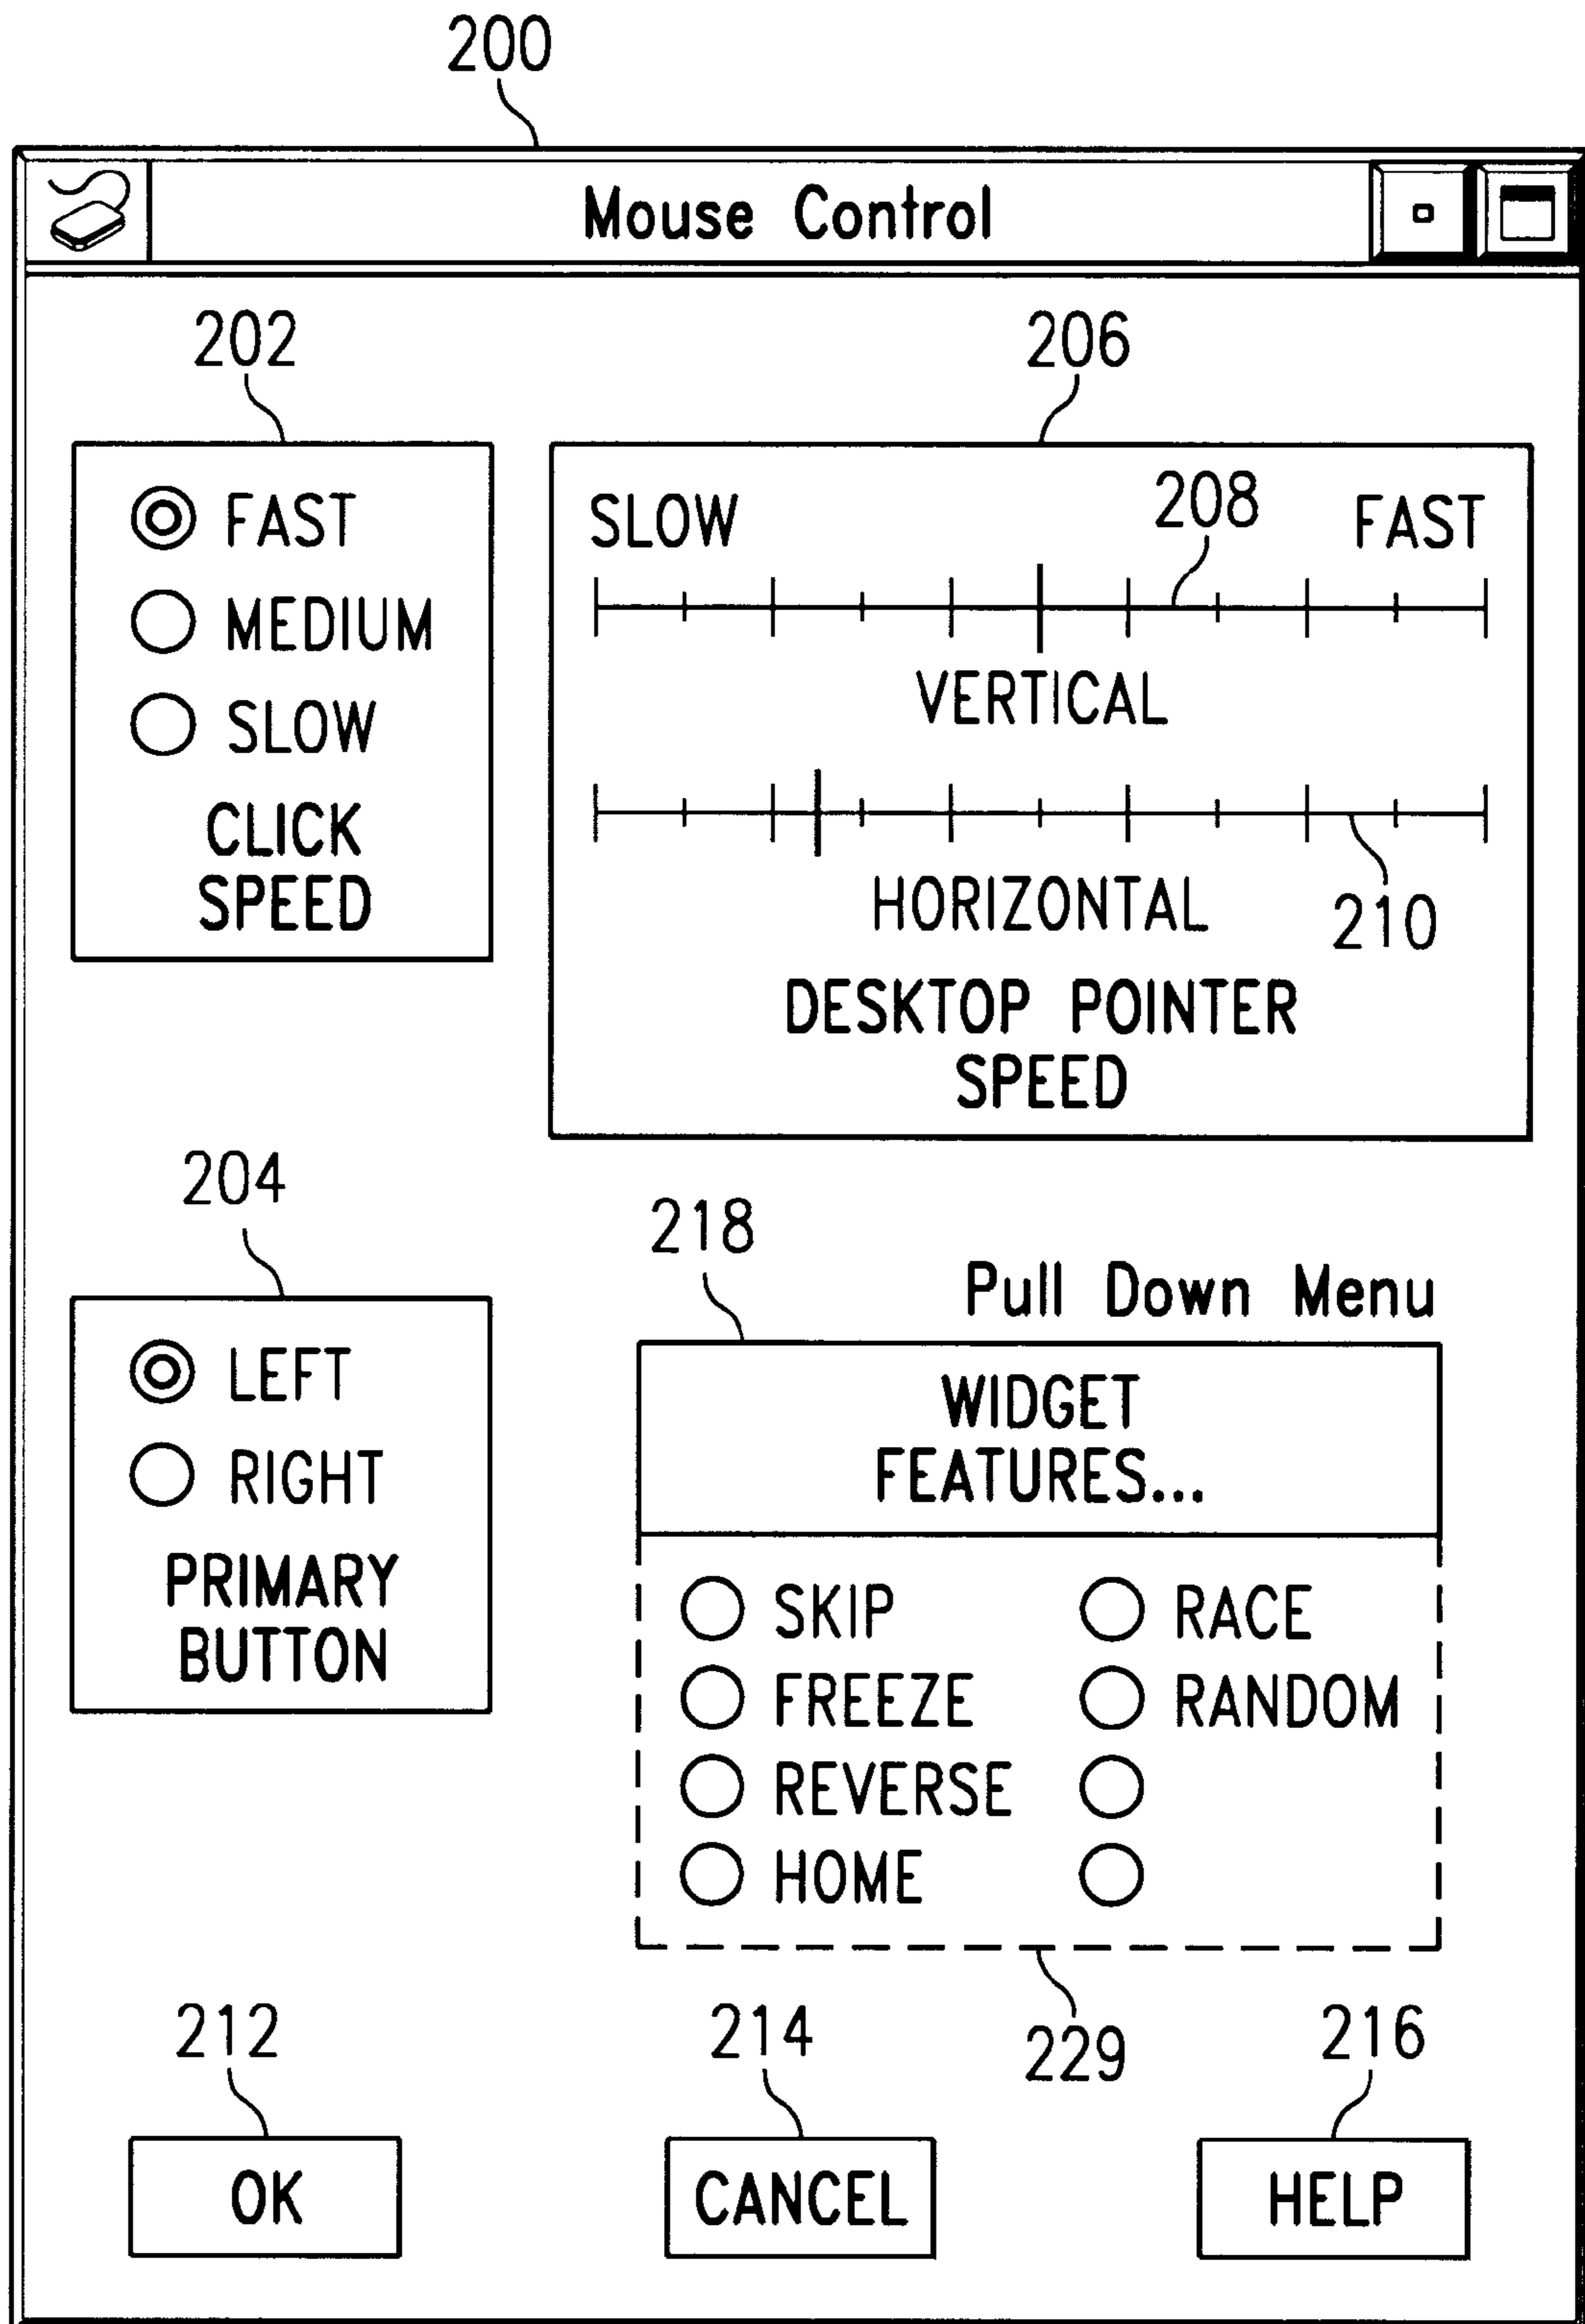 200
Mouse Control
202
206
FAST
MEDIUM
SLOW
CLICK
SPEED
SLOW
208
FAST
VERTICAL
HORIZONTAL
210
DESKTOP POINTER
SPEED
204
LEFT
RIGHT
PRIMARY
BUTTON
218
Pull Down Menu
WIDGET
FEATURES...
SKIP
RACE
FREEZE
RANDOM
REVERSE
HOME
229
212
214
216
OK
CANCEL
HELP